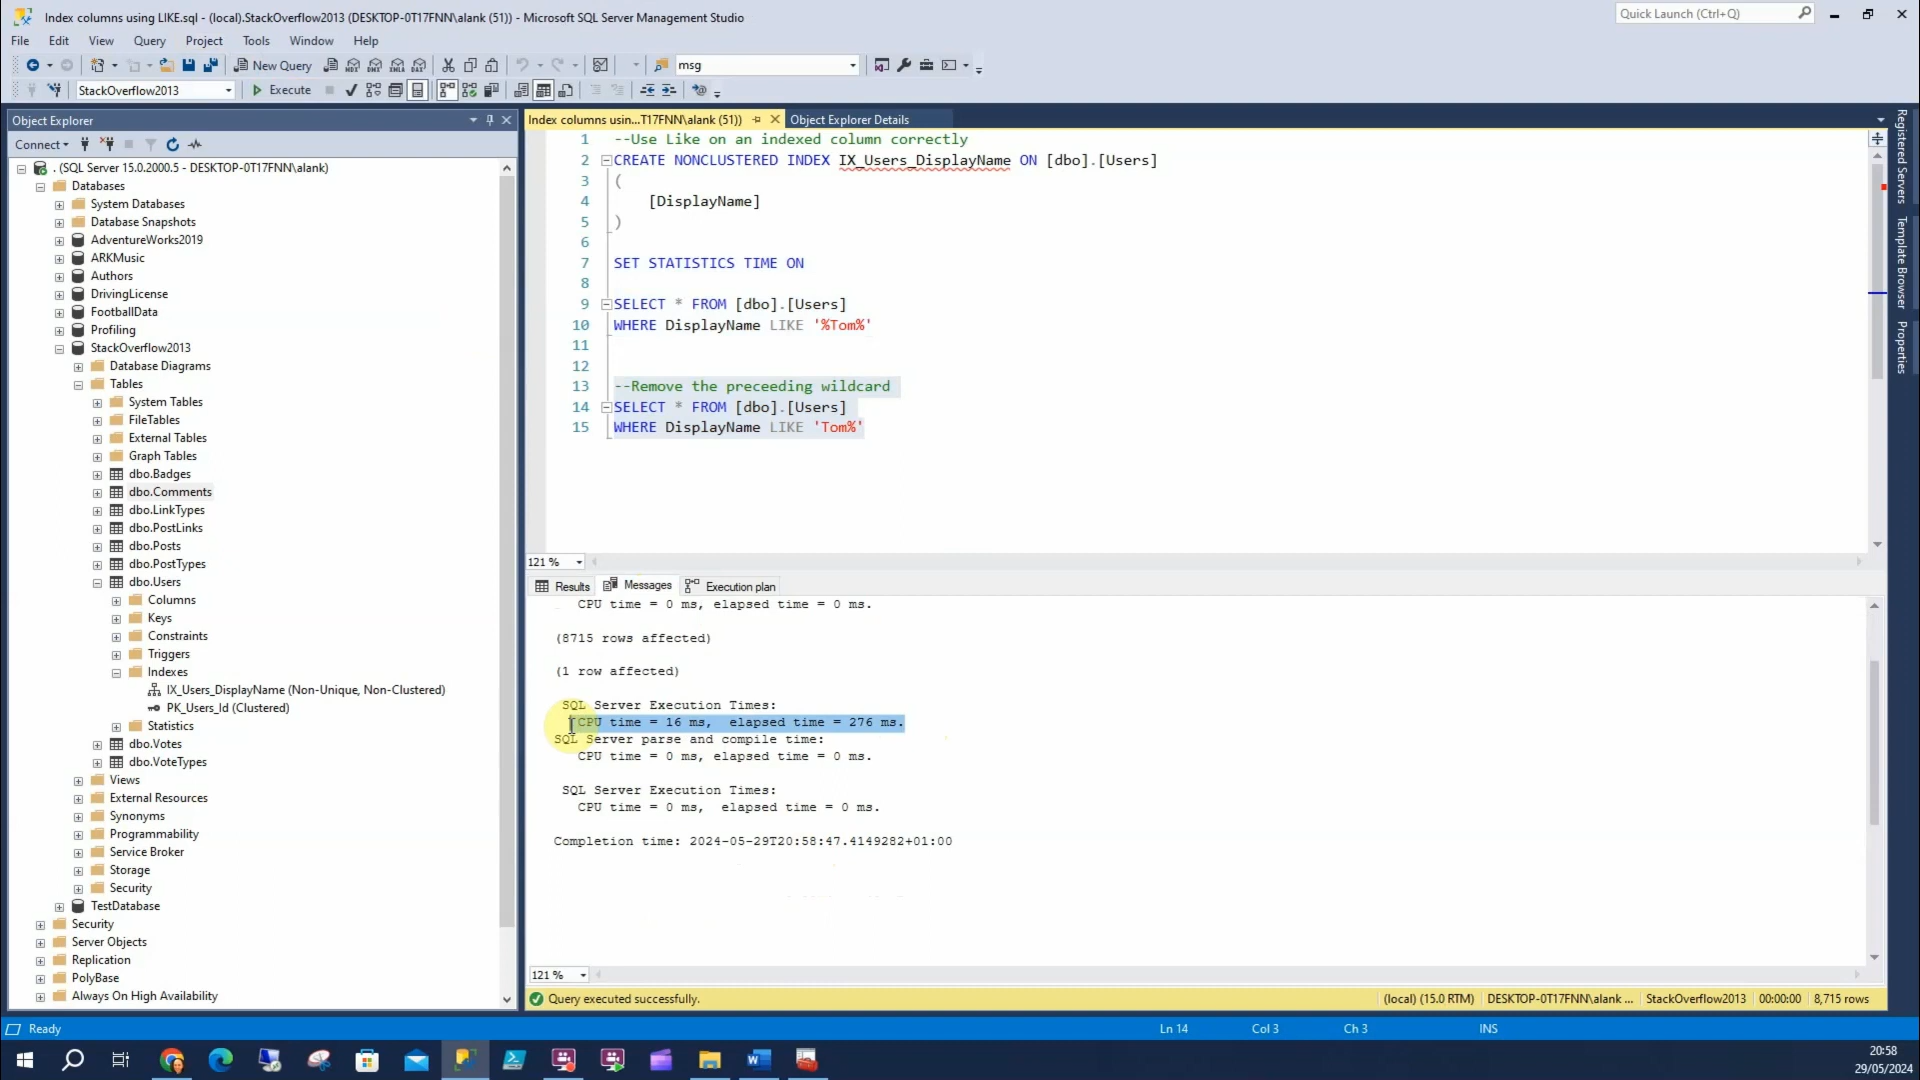 Index columns using LIKE.sql - (local).StackOverflow2013 (DESKTOP-0T17FNN\alank (51)) - Microsoft SQL Server Management Studio
Quick Launch (Ctrl+Q)
File Edit View Query Project Tools Window Help
New Query
MDX DMX XMLA DAX
msg
StackOverflow2013
Execute
Object Explorer
Connect
. (SQL Server 15.0.2000.5 - DESKTOP-0T17FNN\alank)
Databases
System Databases
Database Snapshots
AdventureWorks2019
ARKMusic
Authors
DrivingLicense
FootballData
Profiling
StackOverflow2013
Database Diagrams
Tables
System Tables
FileTables
External Tables
Graph Tables
dbo.Badges
dbo.Comments
dbo.LinkTypes
dbo.PostLinks
dbo.Posts
dbo.PostTypes
dbo.Users
Columns
Keys
Constraints
Triggers
Indexes
IX_Users_DisplayName (Non-Unique, Non-Clustered)
PK_Users_Id (Clustered)
Statistics
dbo.Votes
dbo.VoteTypes
Views
External Resources
Synonyms
Programmability
Service Broker
Storage
Security
TestDatabase
Security
Server Objects
Replication
PolyBase
Always On High Availability
Index columns usin...T17FNN\alank (51))
Object Explorer Details
1 --Use Like on an indexed column correctly
2 CREATE NONCLUSTERED INDEX IX_Users_DisplayName ON [dbo].[Users]
3 (
4 [DisplayName]
5 )
6
7 SET STATISTICS TIME ON
8
9 SELECT * FROM [dbo].[Users]
10 WHERE DisplayName LIKE '%Tom%'
11
12
13 --Remove the preceeding wildcard
14 SELECT * FROM [dbo].[Users]
15 WHERE DisplayName LIKE 'Tom%'
121 %
Results Messages Execution plan
CPU time = 0 ms, elapsed time = 0 ms.
(8715 rows affected)
(1 row affected)
SQL Server Execution Times:
CPU time = 16 ms, elapsed time = 276 ms.
SQL Server parse and compile time:
CPU time = 0 ms, elapsed time = 0 ms.
SQL Server Execution Times:
CPU time = 0 ms, elapsed time = 0 ms.
Completion time: 2024-05-29T20:58:47.4149282+01:00
121 %
Query executed successfully.
(local) (15.0 RTM) DESKTOP-0T17FNN\alank ... StackOverflow2013 00:00:00 8,715 rows
Registered Servers
Template Browser
Properties
Ready
Ln 14 Col 3 Ch 3 INS
20:58
29/05/2024